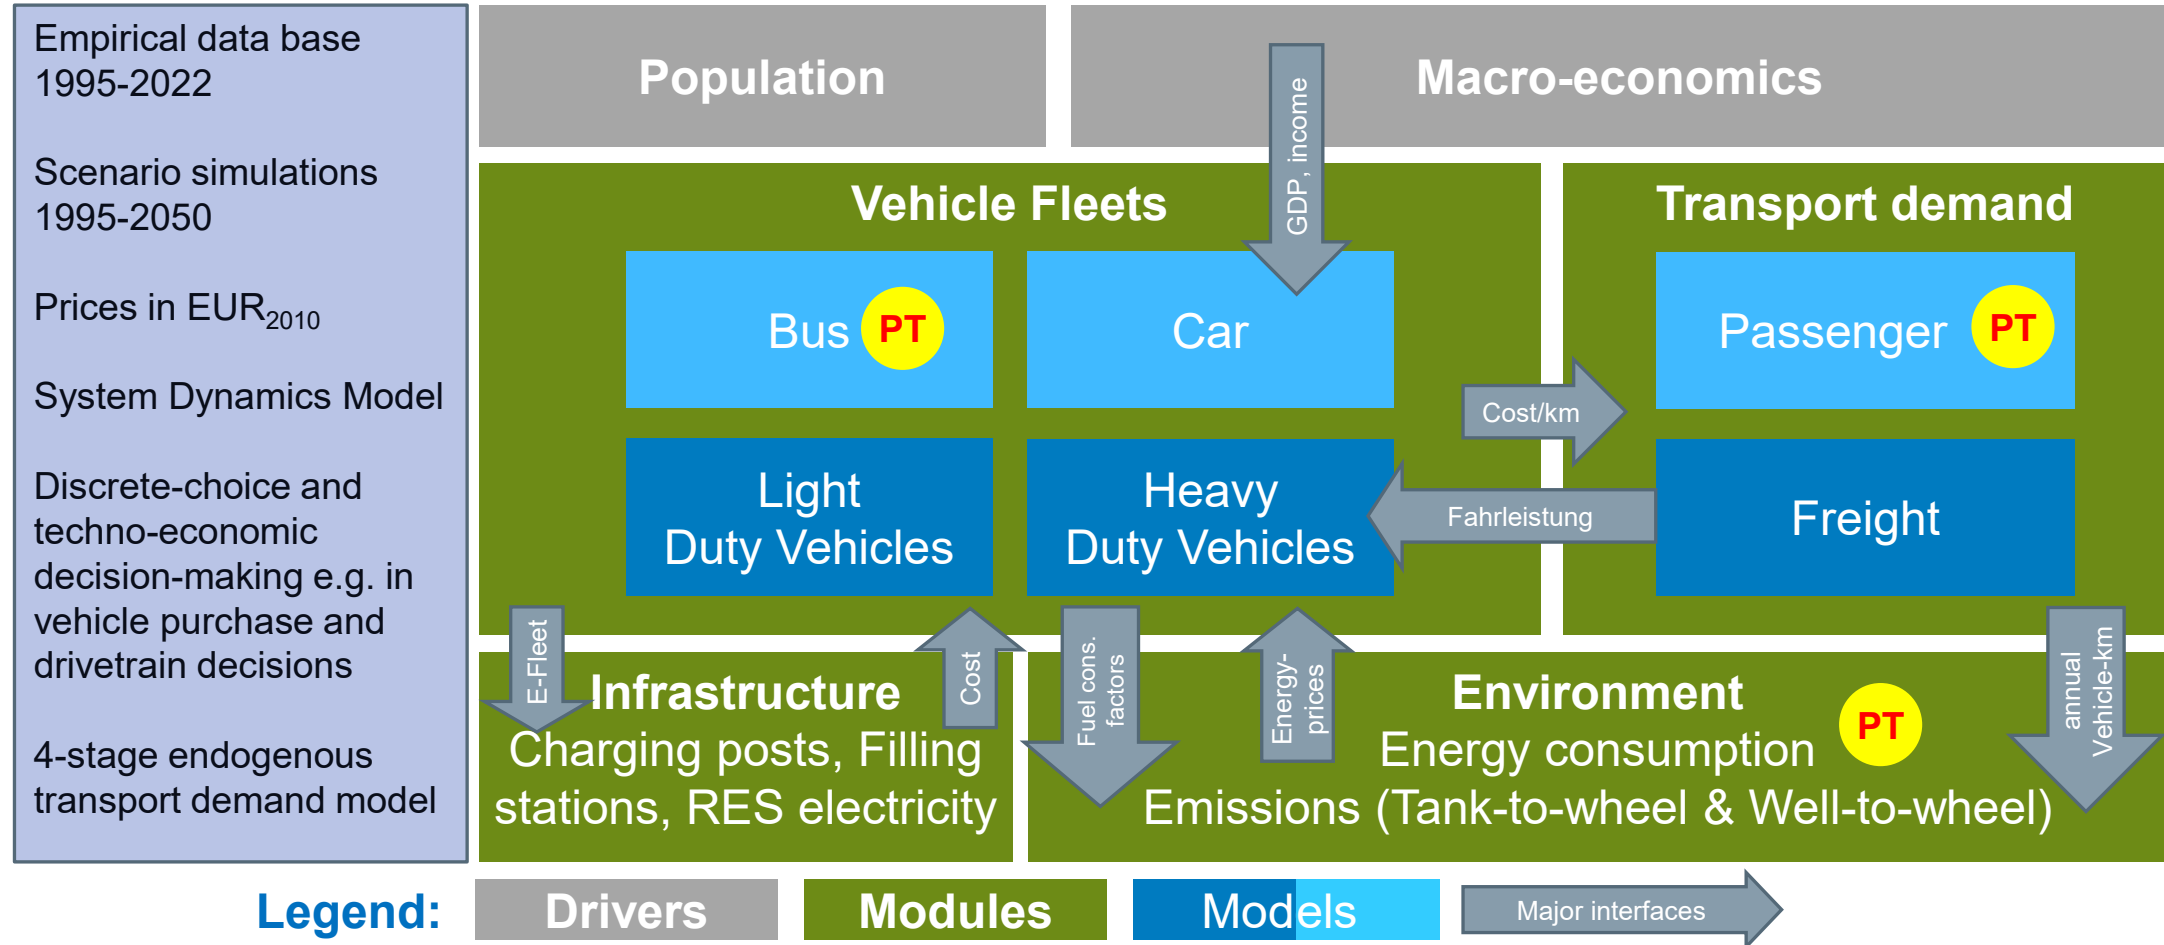 Empirical data base
1995-2022
Scenario simulations
1995-2050
Prices in EUR2010
System Dynamics Model
Discrete-choice and
techno-economic
decision-making e.g. in
vehicle purchase and
drivetrain decisions
4-stage endogenous
transport demand model
Population
Macro-economics
GDP, income
Vehicle Fleets
Bus
PT
Car
Light
Duty Vehicles
Heavy
Duty Vehicles
Transport demand
Passenger
PT
Freight
Cost/km
Fahrleistung
E-Fleet
Cost
Fuel cons.
factors
Energy-
prices
annual
Vehicle-km
Infrastructure
Charging posts, Filling
stations, RES electricity
Environment
Energy consumption
PT
Emissions (Tank-to-wheel & Well-to-wheel)
Legend:
Drivers
Modules
Models
Major interfaces